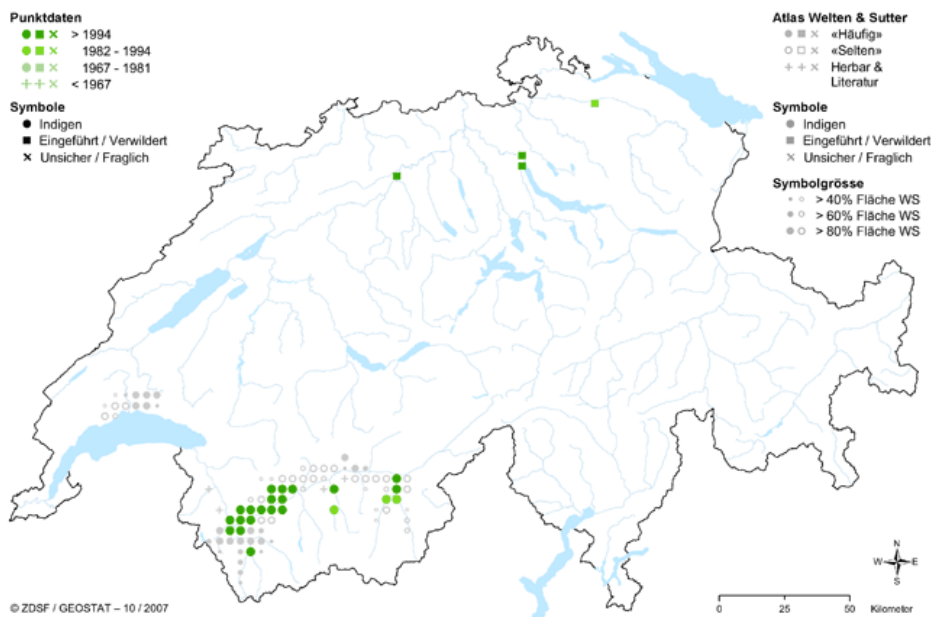 Punktdaten
> 1994
1982 - 1994
1967 - 1981
< 1967
Symbole
Indigen
Eingeführt / Verwildert
Unsicher / Fraglich
Atlas Welten & Sutter
«Häufig»
«Selten»
Herbar &
Literatur
Symbole
Indigen
Eingeführt / Verwildert
Unsicher / Fraglich
Symbolgrösse
> 40% Fläche WS
> 60% Fläche WS
> 80% Fläche WS
N
W E
S
© ZDSF / GEOSTAT – 10 / 2007
0 25 50 Kilometer